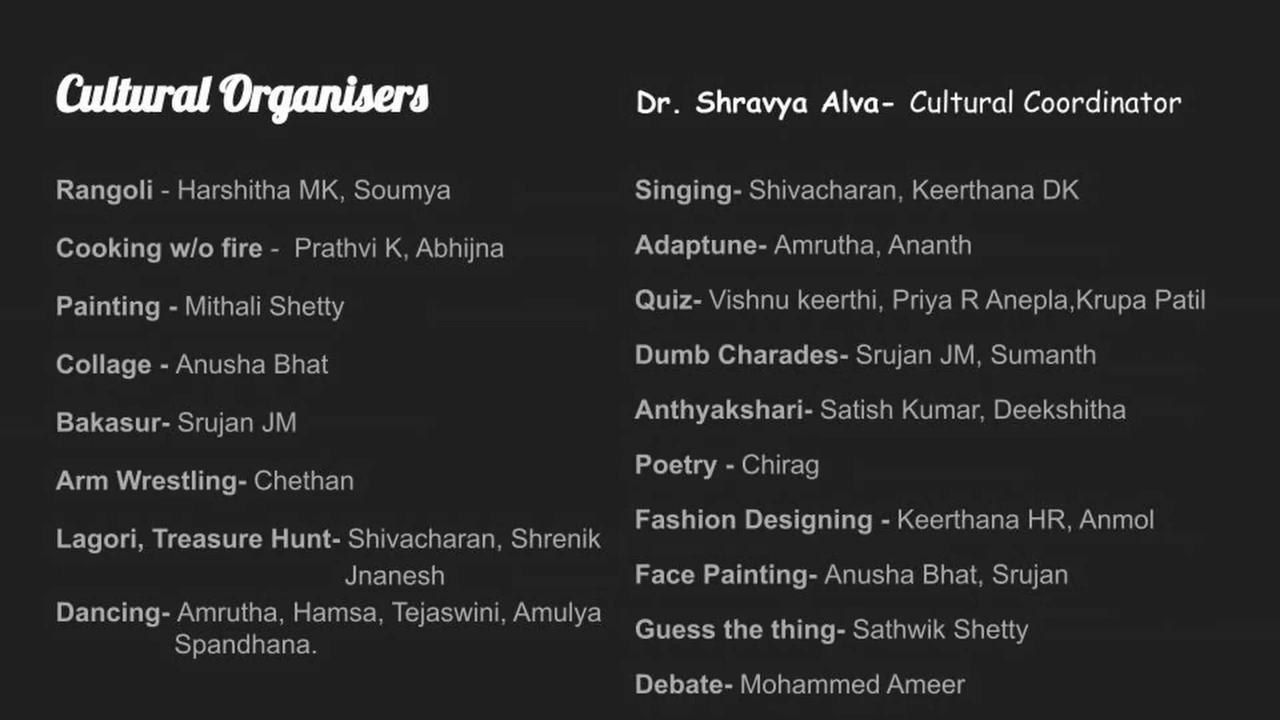 Cultural Organisers
Rangoli - Harshitha MK, Soumya
Cooking w/o fire - Prathvi K, Abhijna
Painting - Mithali Shetty
Collage - Anusha Bhat
Bakasur- Srujan JM
Arm Wrestling- Chethan
Lagori, Treasure Hunt- Shivacharan, Shrenik
Jnanesh
Dancing- Amrutha, Hamsa, Tejaswini, Amulya
Spandhana.
Dr. Shravya Alva- Cultural Coordinator
Singing- Shivacharan, Keerthana DK
Adaptune- Amrutha, Ananth
Quiz- Vishnu keerthi, Priya R Anepla,Krupa Patil
Dumb Charades- Srujan JM, Sumanth
Anthyakshari- Satish Kumar, Deekshitha
Poetry - Chirag
Fashion Designing - Keerthana HR, Anmol
Face Painting- Anusha Bhat, Srujan
Guess the thing- Sathwik Shetty
Debate- Mohammed Ameer